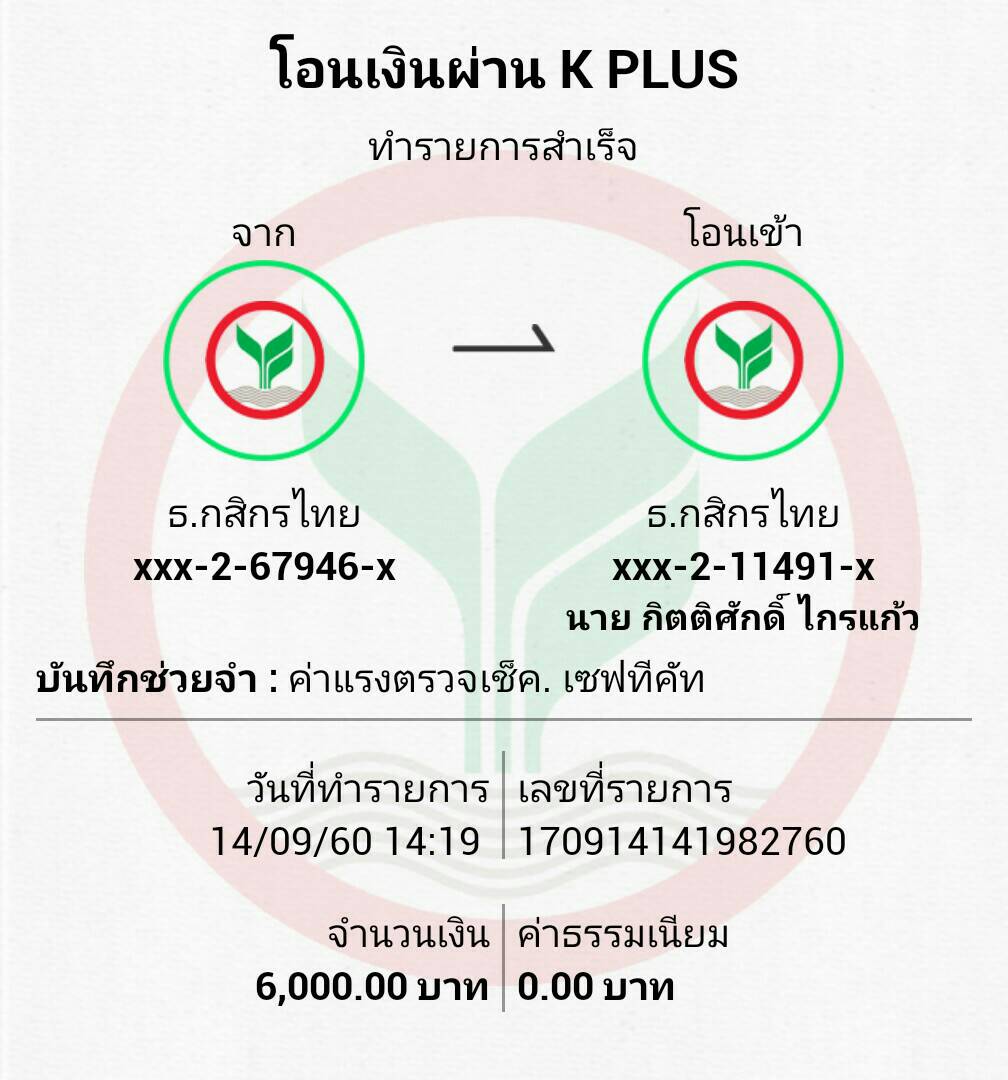 โอนเงินผ่าน K PLUS
ทำรายการสำเร็จ
จาก
โอนเข้า
ธ.กสิกรไทย
xxx-2-67946-x
ธ.กสิกรไทย
xxx-2-11491-x
นาย กิตติศักดิ์ ไกรแก้ว
บันทึกช่วยจำ : ค่าแรงตรวจเช็ค. เซฟทีคัท
วันที่ทำรายการ
14/09/60 14:19
เลขที่รายการ
170914141982760
จำนวนเงิน
6,000.00 บาท
ค่าธรรมเนียม
0.00 บาท